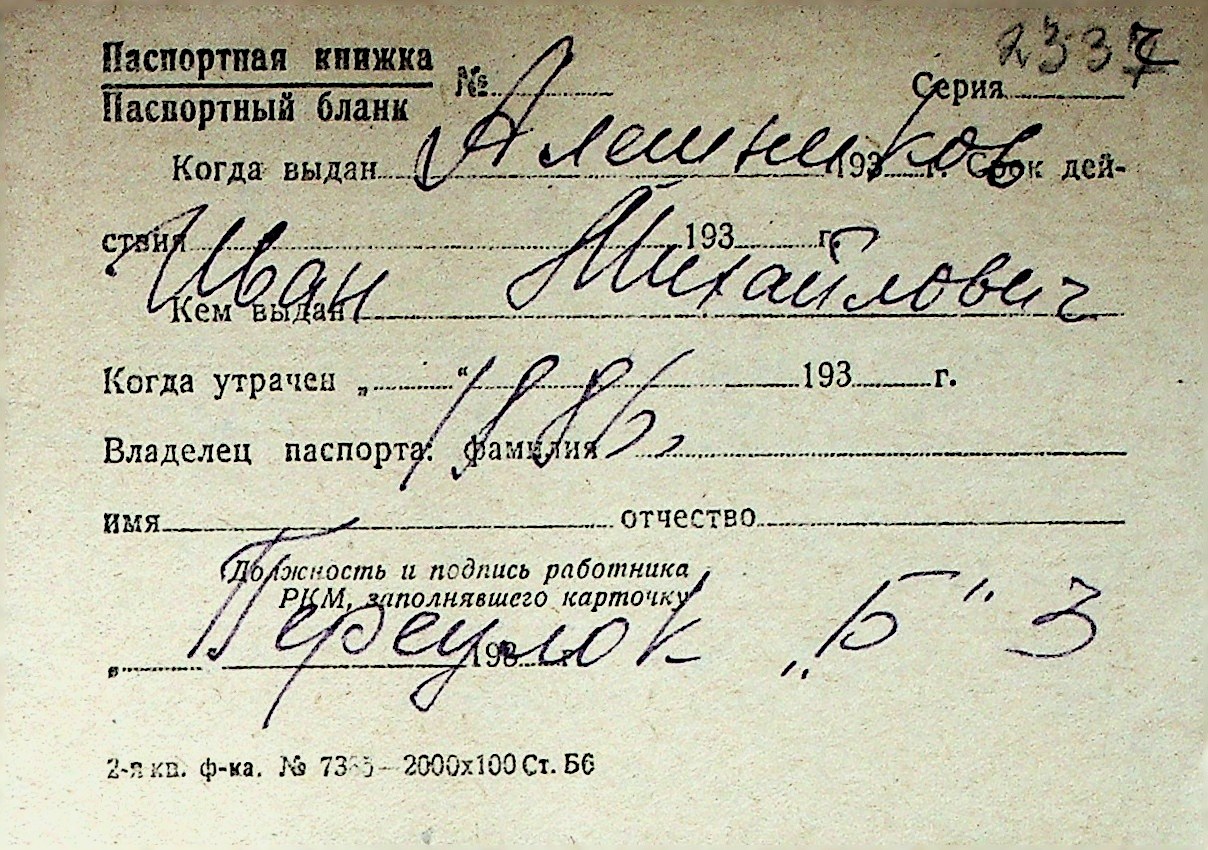 2337
Паспортная книжка
Паспортный бланк
№ Серия
Алешников
Когда выдан 193 г. Срок дей-
ствия 193 г.
Иван Михайлович
Кем выдан
Когда утрачен „ “ 193 г.
1886.
Владелец паспорта: фамилия
имя отчество
Должность и подпись работника
РКМ, заполнявшего карточку
Переулок „Б“ 3
„ 193 г.
2-я кв. ф-ка. № 2000х100 Ст. Б6